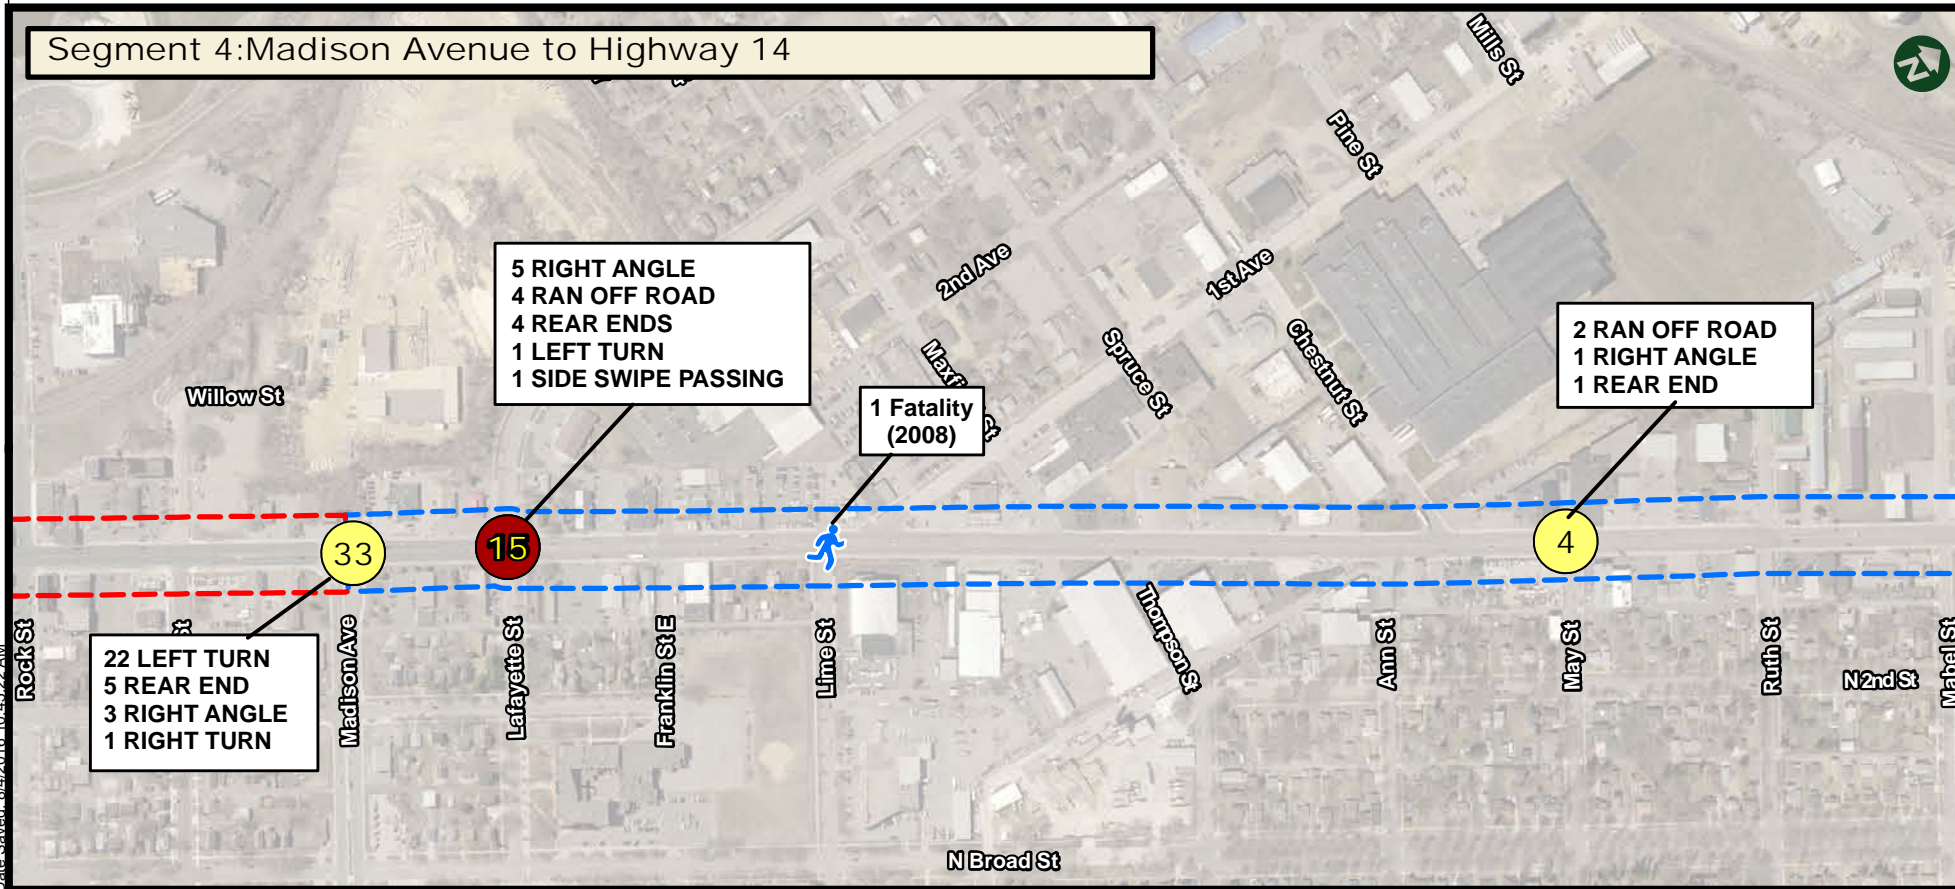 Segment 4:Madison Avenue to Highway 14
Mills St
N
Pine St
5 RIGHT ANGLE
4 RAN OFF ROAD
4 REAR ENDS
1 LEFT TURN
1 SIDE SWIPE PASSING
2nd Ave
1st Ave
2 RAN OFF ROAD
1 RIGHT ANGLE
1 REAR END
Spruce St
Chestnut St
Willow St
1 Fatality
(2008)
33
15
4
Rock St
St
22 LEFT TURN
5 REAR END
3 RIGHT ANGLE
1 RIGHT TURN
Madison Ave
Lafayette St
Franklin St E
Lime St
Thompson St
Ann St
May St
Ruth St
N 2nd St
Mabel St
N Broad St